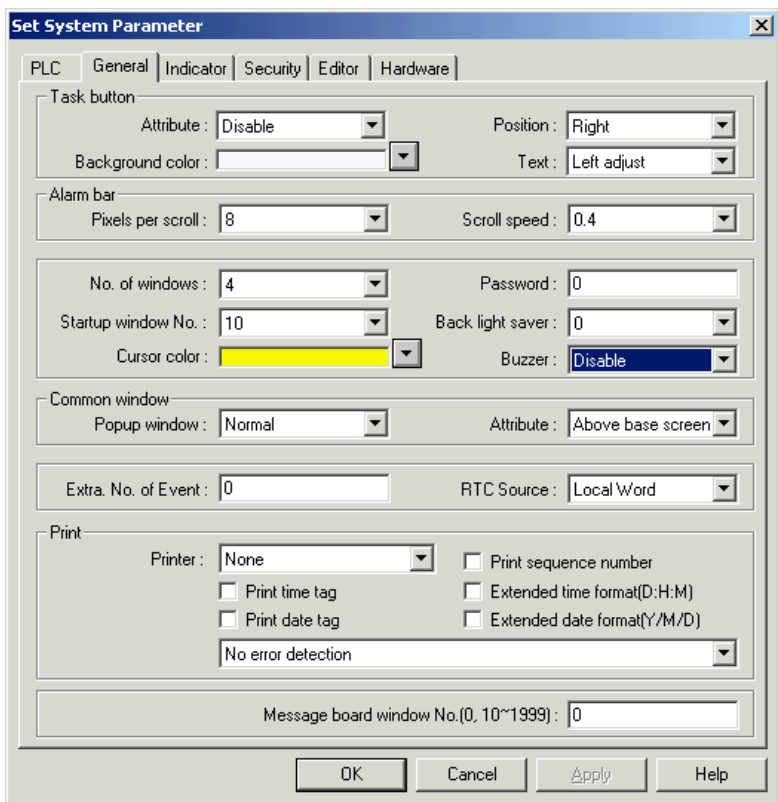 Set System Parameter
PLC General Indicator Security Editor Hardware
Task button
Attribute : Disable Position : Right
Background color : Text : Left adjust
Alarm bar
Pixels per scroll : 8 Scroll speed : 0.4
No. of windows : 4 Password : 0
Startup window No. : 10 Back light saver : 0
Cursor color : Buzzer : Disable
Common window
Popup window : Normal Attribute : Above base screen
Extra. No. of Event : 0 RTC Source : Local Word
Print
Printer : None Print sequence number
Print time tag Extended time format(D:H:M)
Print date tag Extended date format(Y/M/D)
No error detection
Message board window No.(0, 10~1999) : 0
OK Cancel Apply Help